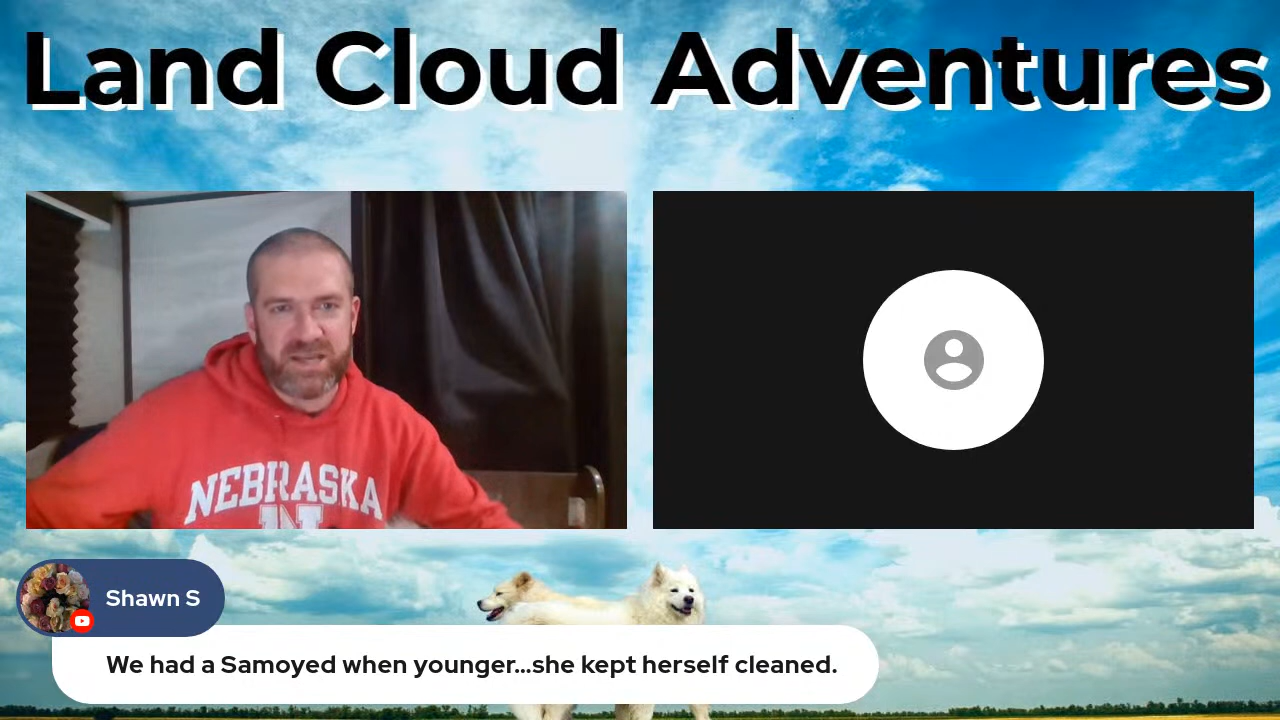 Land Cloud Adventures
NEBRASKA
N
Shawn S
We had a Samoyed when younger...she kept herself cleaned.